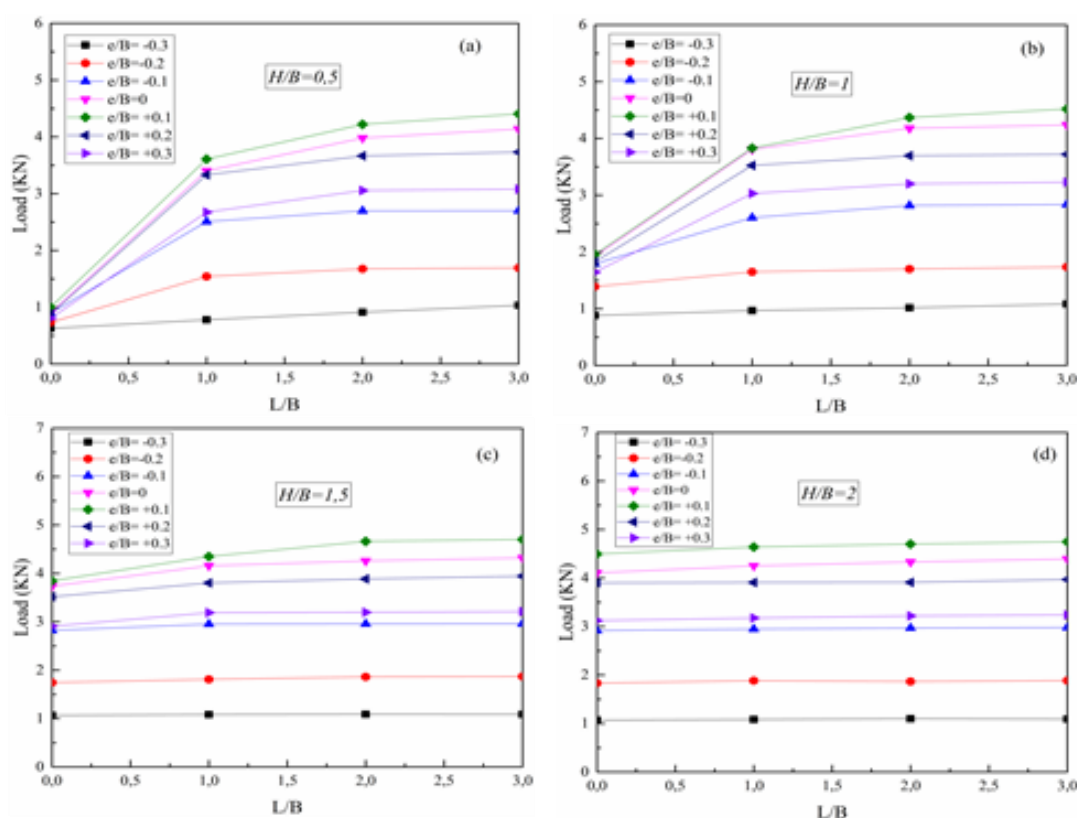 (a)
H/B=0,5
e/B= -0.3
e/B=-0.2
e/B= -0.1
e/B=0
e/B= +0.1
e/B= +0.2
e/B= +0.3
Load (KN)
6
5
4
3
2
1
0
0,0 0,5 1,0 1,5 2,0 2,5 3,0
L/B
(b)
H/B=1
e/B= -0.3
e/B=-0.2
e/B= -0.1
e/B=0
e/B= +0.1
e/B= +0.2
e/B= +0.3
Load (KN)
6
5
4
3
2
1
0
0,0 0,5 1,0 1,5 2,0 2,5 3,0
L/B
(c)
H/B=1,5
e/B= -0.3
e/B=-0.2
e/B= -0.1
e/B=0
e/B= +0.1
e/B= +0.2
e/B= +0.3
Load (KN)
7
6
5
4
3
2
1
0
0,0 0,5 1,0 1,5 2,0 2,5 3,0
L/B
(d)
H/B=2
e/B= -0.3
e/B=-0.2
e/B= -0.1
e/B=0
e/B= +0.1
e/B= +0.2
e/B= +0.3
Load (KN)
7
6
5
4
3
2
1
0
0,0 0,5 1,0 1,5 2,0 2,5 3,0
L/B